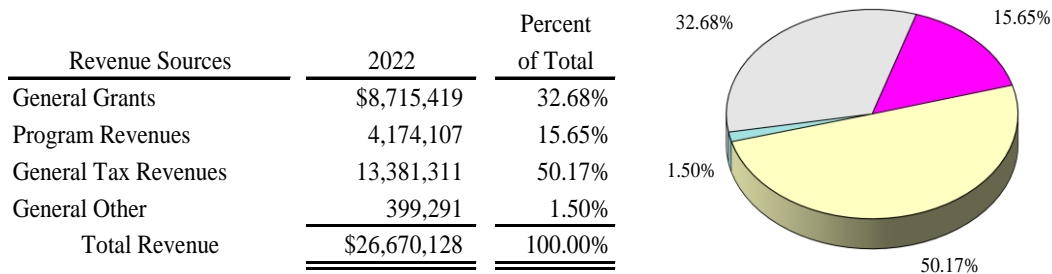 Percent
Revenue Sources 2022 of Total
General Grants $8,715,419 32.68%
Program Revenues 4,174,107 15.65%
General Tax Revenues 13,381,311 50.17%
General Other 399,291 1.50%
Total Revenue $26,670,128 100.00%
32.68%
15.65%
1.50%
50.17%